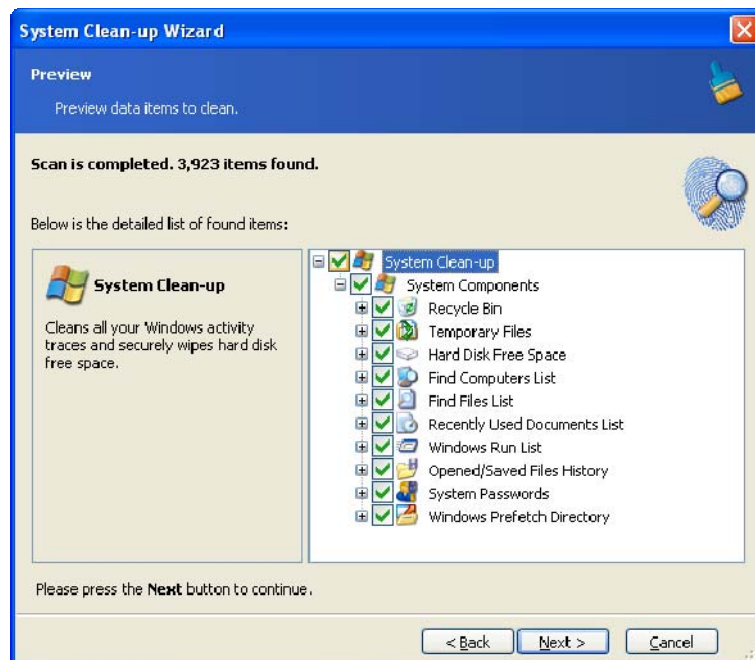 System Clean-up Wizard
Preview
Preview data items to clean.
Scan is completed. 3,923 items found.
Below is the detailed list of found items:
System Clean-up
Cleans all your Windows activity
traces and securely wipes hard disk
free space.
System Clean-up
System Components
Recycle Bin
Temporary Files
Hard Disk Free Space
Find Computers List
Find Files List
Recently Used Documents List
Windows Run List
Opened/Saved Files History
System Passwords
Windows Prefetch Directory
Please press the Next button to continue.
< Back
Next >
Cancel